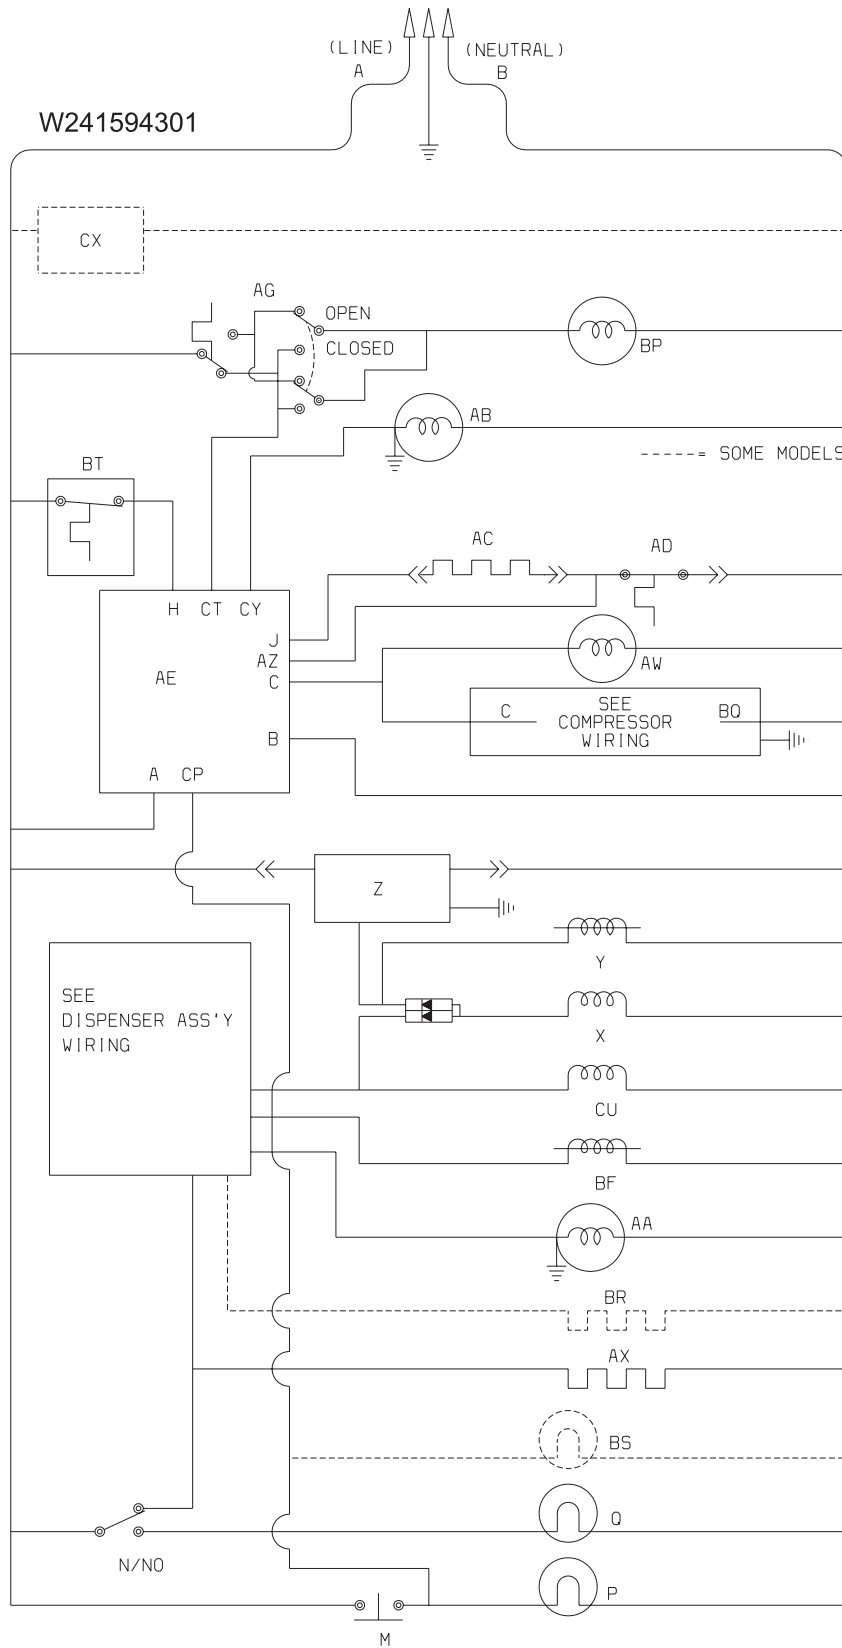 (LINE)
A
(NEUTRAL)
B
W241594301
CX
AG
OPEN
CLOSED
BP
AB
----- = SOME MODELS
BT
AC
AD
H CT CY
J
AZ
C
AE
AW
B
C
SEE
COMPRESSOR
WIRING
BQ
A CP
Z
Y
SEE
DISPENSER ASS'Y
WIRING
X
CU
BF
AA
BR
AX
BS
Q
N/NO
P
M